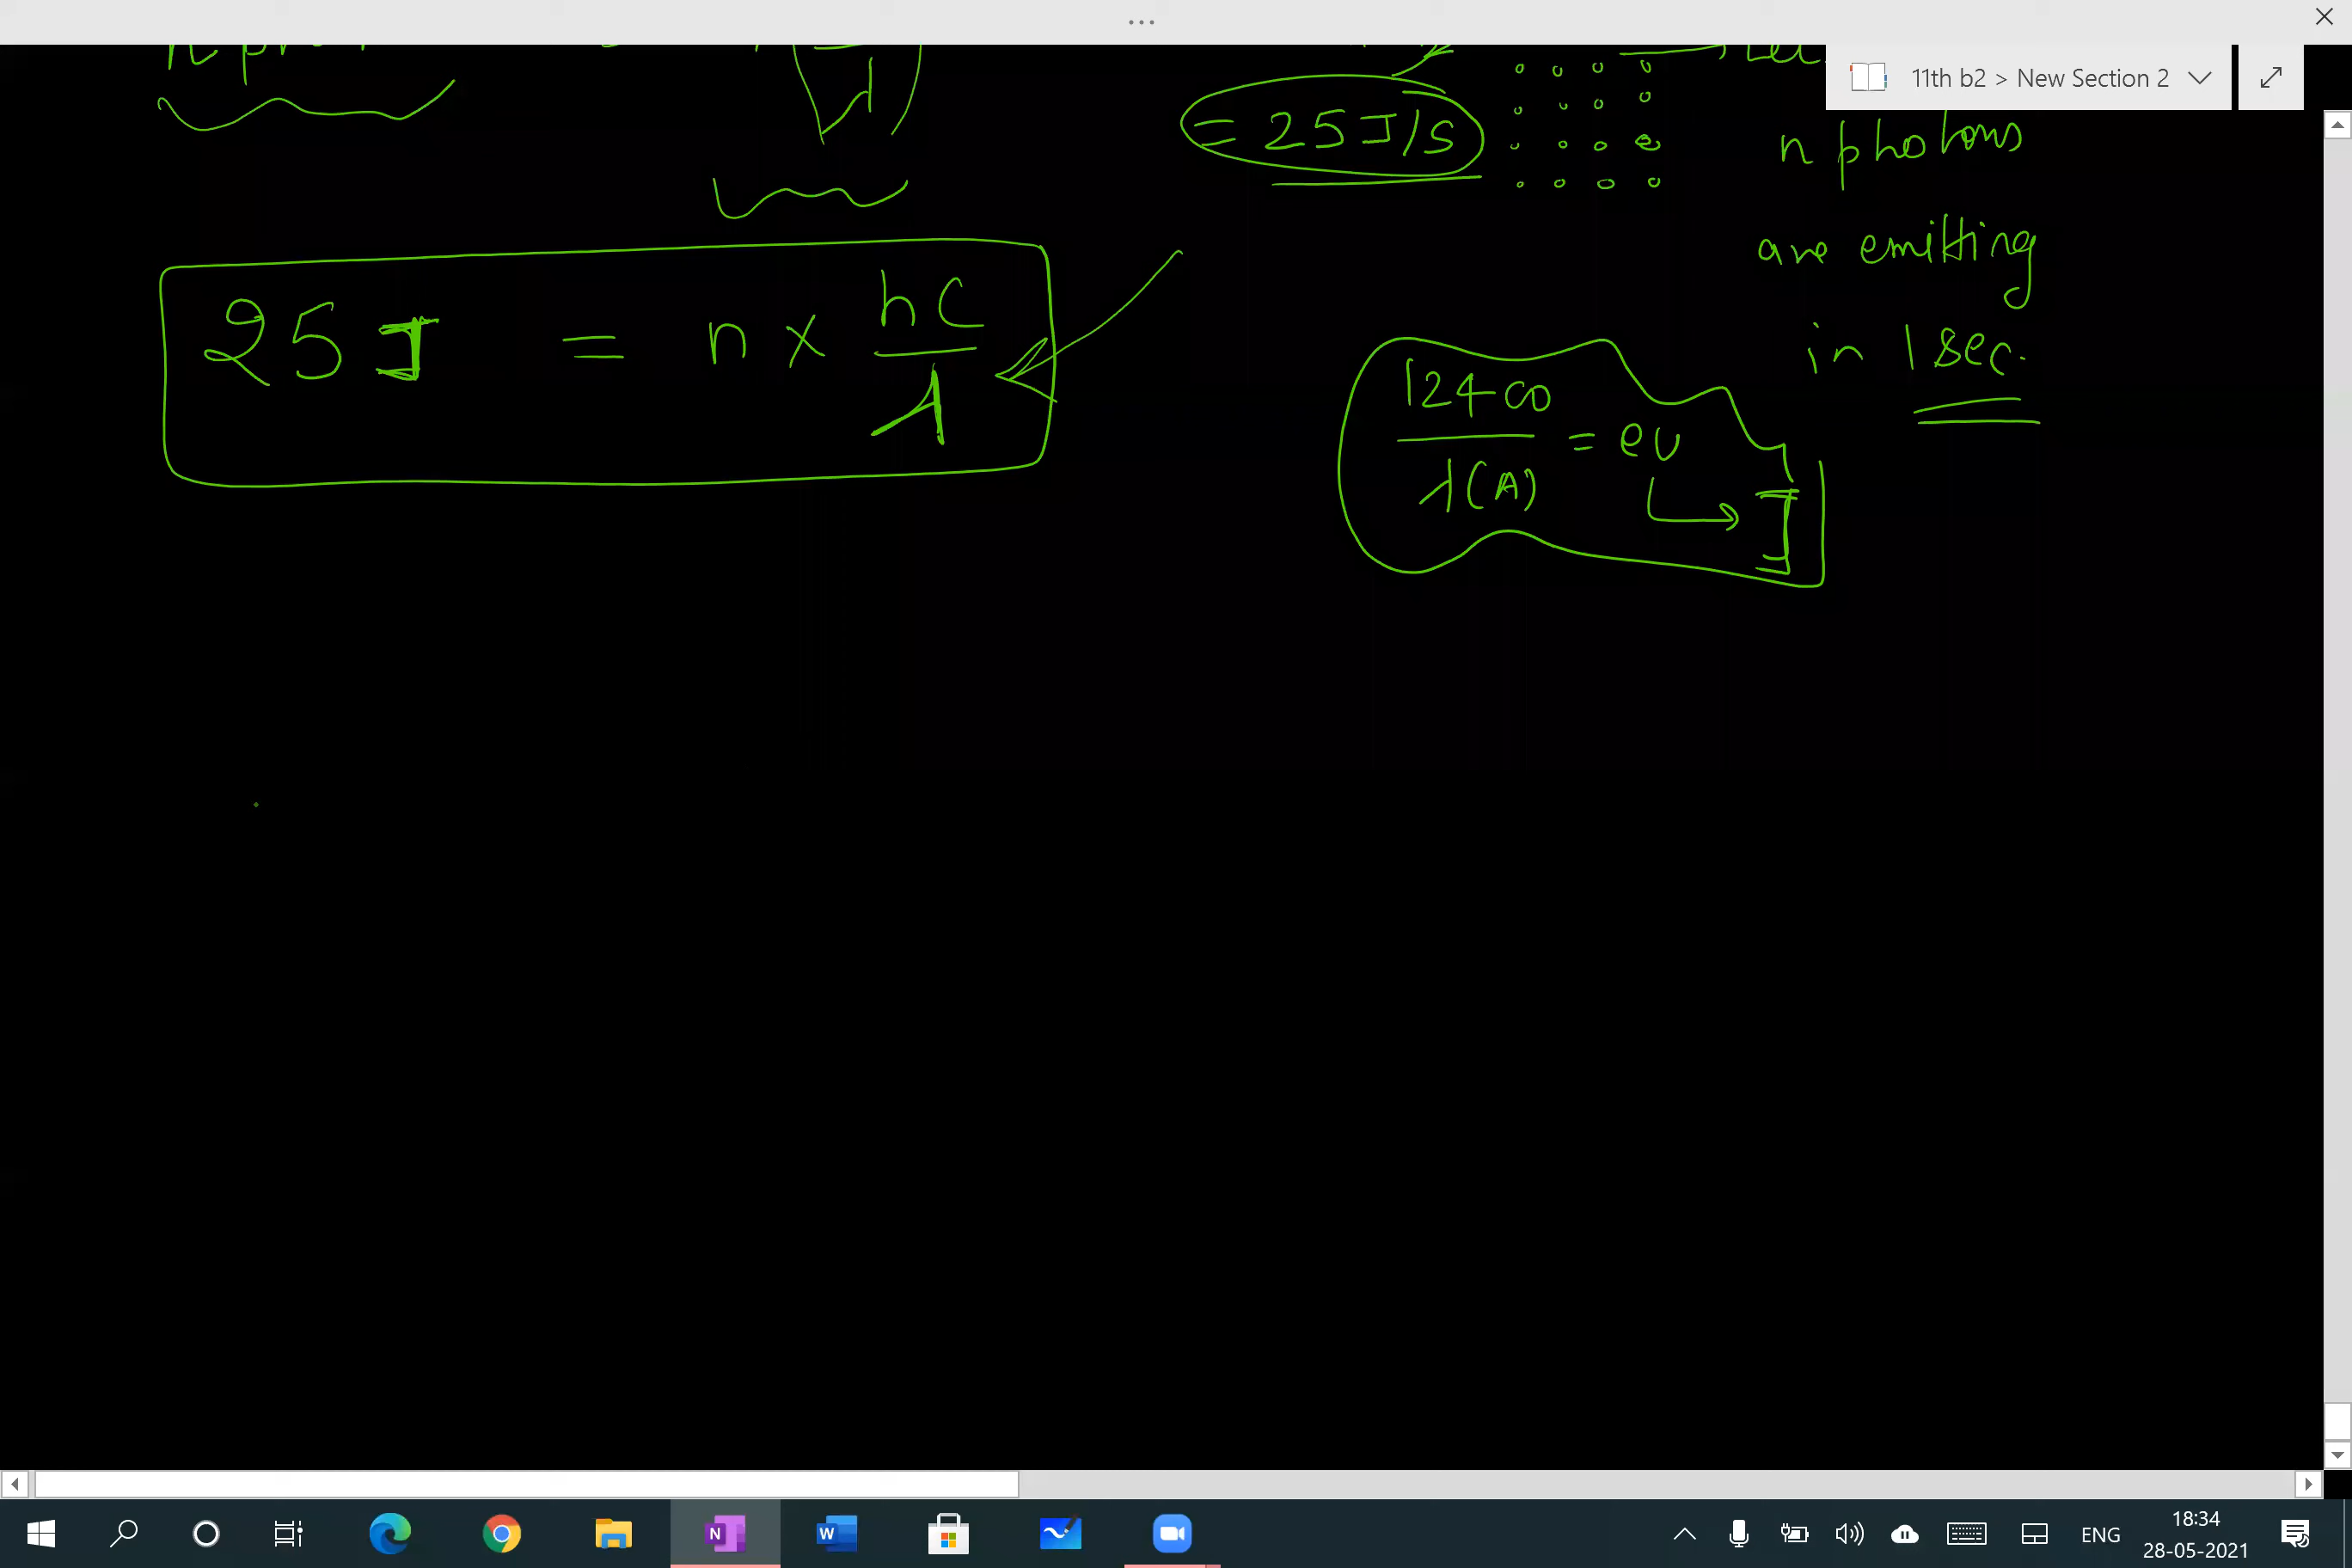 11th b2 > New Section 2
= 25 J/s
n photons
are emitting
in 1 sec.
25 J = n x hc
λ
12400
λ(A)
= ev
J
N
W
ENG
18:34
28-05-2021